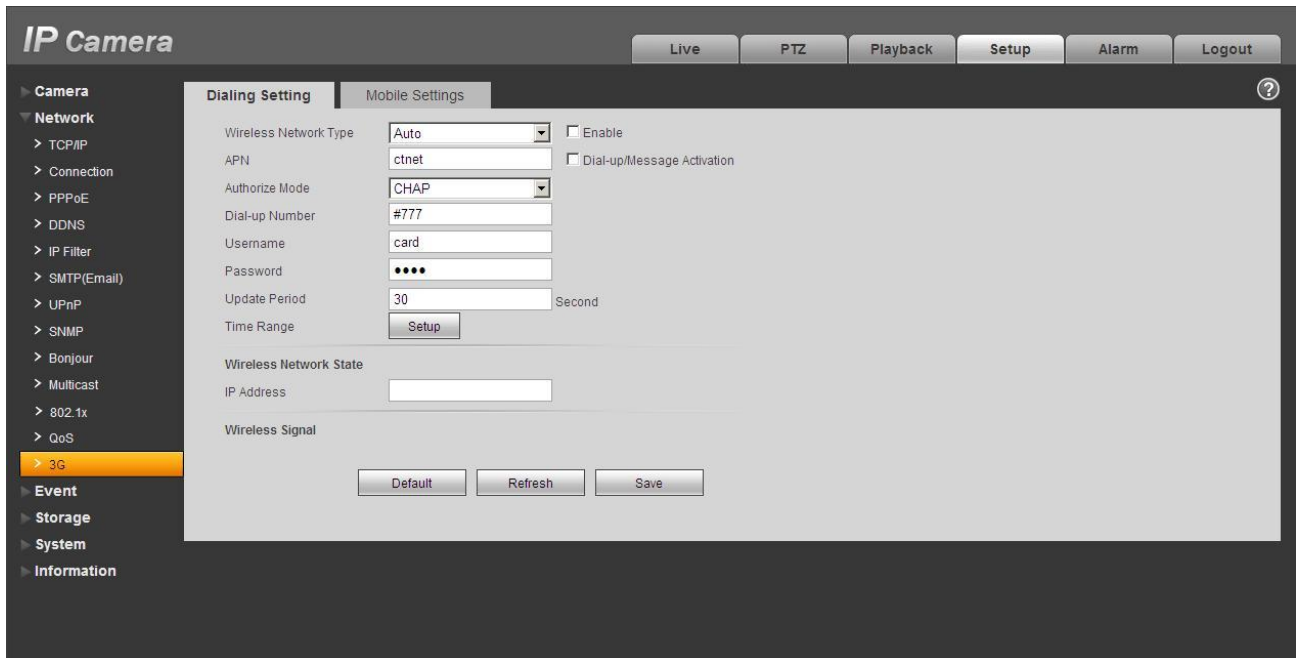 IP Camera
Live PTZ Playback Setup Alarm Logout
Camera
Network
> TCP/IP
> Connection
> PPPoE
> DDNS
> IP Filter
> SMTP(Email)
> UPnP
> SNMP
> Bonjour
> Multicast
> 802.1x
> QoS
> 3G
Event
Storage
System
Information
Dialing Setting Mobile Settings
?
Wireless Network Type Auto Enable
APN ctnet Dial-up/Message Activation
Authorize Mode CHAP
Dial-up Number #777
Username card
Password ●●●●
Update Period 30 Second
Time Range Setup
Wireless Network State
IP Address
Wireless Signal
Default Refresh Save